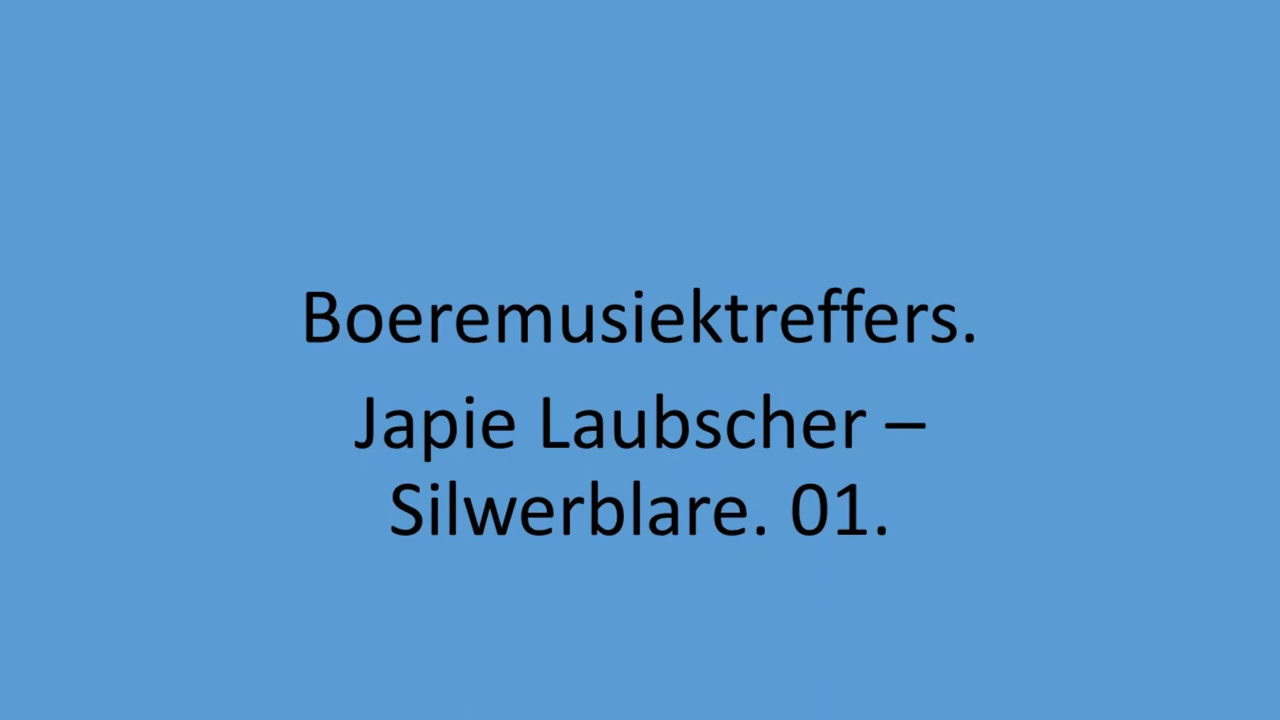 Boeremusiektreffers.
Japie Laubscher –
Silwerblare. 01.